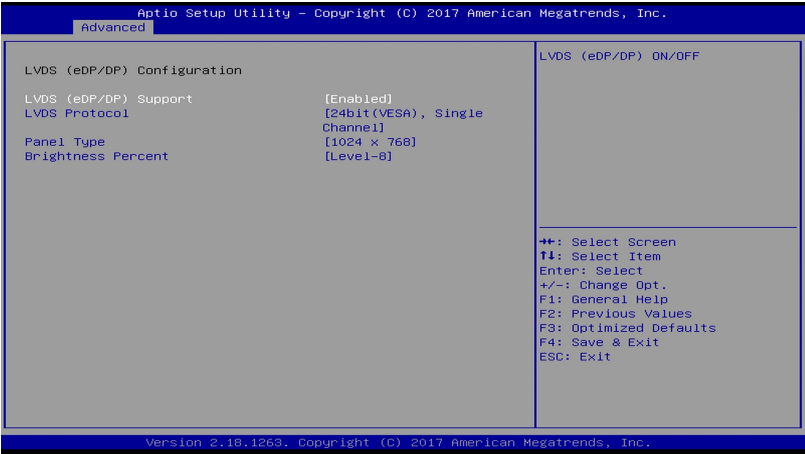 Aptio Setup Utility – Copyright (C) 2017 American Megatrends, Inc.
Advanced
LVDS (eDP/DP) Configuration
LVDS (eDP/DP) Support [Enabled]
LVDS Protocol [24bit(VESA), Single
Channel]
Panel Type [1024 x 768]
Brightness Percent [Level-8]
LVDS (eDP/DP) ON/OFF
→←: Select Screen
↑↓: Select Item
Enter: Select
+/-: Change Opt.
F1: General Help
F2: Previous Values
F3: Optimized Defaults
F4: Save & Exit
ESC: Exit
Version 2.18.1263. Copyright (C) 2017 American Megatrends, Inc.